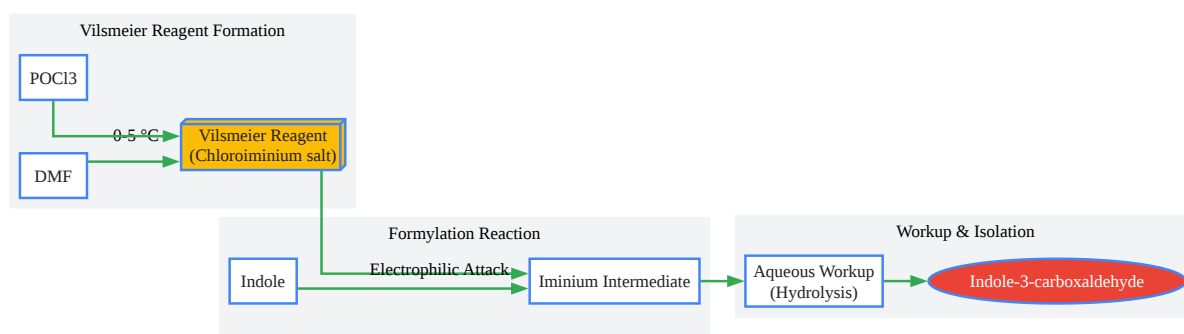 Vilsmeier Reagent Formation
POCl3
0-5 °C
Vilsmeier Reagent
(Chloroiminium salt)
DMF
Formylation Reaction
Electrophilic Attack
Indole
Iminium Intermediate
Workup & Isolation
Aqueous Workup
(Hydrolysis)
Indole-3-carboxaldehyde